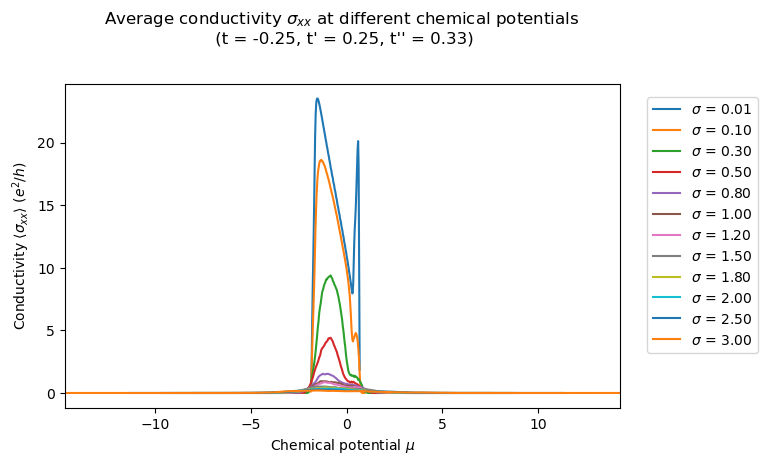 Average conductivity σxx at different chemical potentials
(t = -0.25, t' = 0.25, t'' = 0.33)
Conductivity ⟨σxx⟩ (e²/h)
20
15
10
5
0
−10
−5
0
5
10
Chemical potential μ
σ = 0.01
σ = 0.10
σ = 0.30
σ = 0.50
σ = 0.80
σ = 1.00
σ = 1.20
σ = 1.50
σ = 1.80
σ = 2.00
σ = 2.50
σ = 3.00